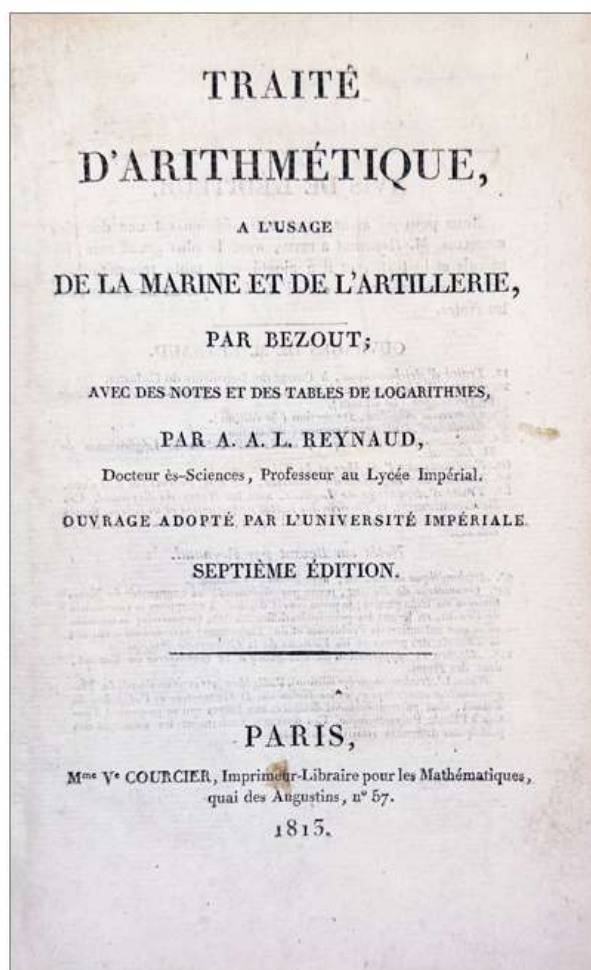 TRAITÉ
D'ARITHMÉTIQUE,
A L'USAGE
DE LA MARINE ET DE L'ARTILLERIE,
PAR BEZOUT;
AVEC DES NOTES ET DES TABLES DE LOGARITHMES,
PAR A. A. L. REYNAUD,
Docteur ès-Sciences, Professeur au Lycée Impérial.
OUVRAGE ADOPTÉ PAR L'UNIVERSITÉ IMPÉRIALE.
SEPTIÈME ÉDITION.
PARIS,
Mme Ve COURCIER, Imprimeur-Libraire pour les Mathématiques,
quai des Augustins, n° 57.
1813.